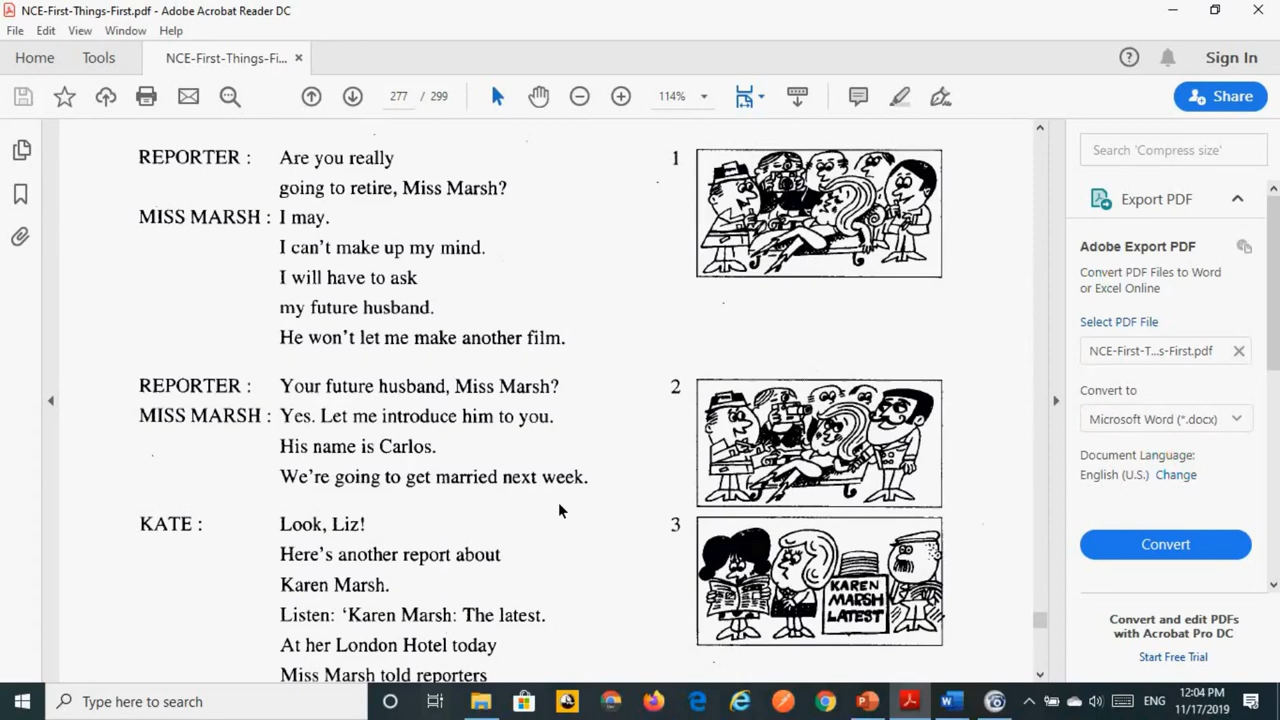 NCE-First-Things-First.pdf - Adobe Acrobat Reader DC
File Edit View Window Help
Home Tools NCE-First-Things-Fi... × Sign In
277 / 299 114% Share
REPORTER : Are you really
going to retire, Miss Marsh?
MISS MARSH : I may.
I can't make up my mind.
I will have to ask
my future husband.
He won't let me make another film.
1
REPORTER : Your future husband, Miss Marsh?
MISS MARSH : Yes. Let me introduce him to you.
His name is Carlos.
We're going to get married next week.
2
KATE : Look, Liz!
Here's another report about
Karen Marsh.
Listen: 'Karen Marsh: The latest.
At her London Hotel today
Miss Marsh told reporters
3
KAREN
MARSH
LATEST
Search 'Compress size'
Export PDF
Adobe Export PDF
Convert PDF Files to Word
or Excel Online
Select PDF File
NCE-First-T...s-First.pdf
Convert to
Microsoft Word (*.docx)
Document Language:
English (U.S.) Change
Convert
Convert and edit PDFs
with Acrobat Pro DC
Start Free Trial
Type here to search
ENG
12:04 PM
11/17/2019